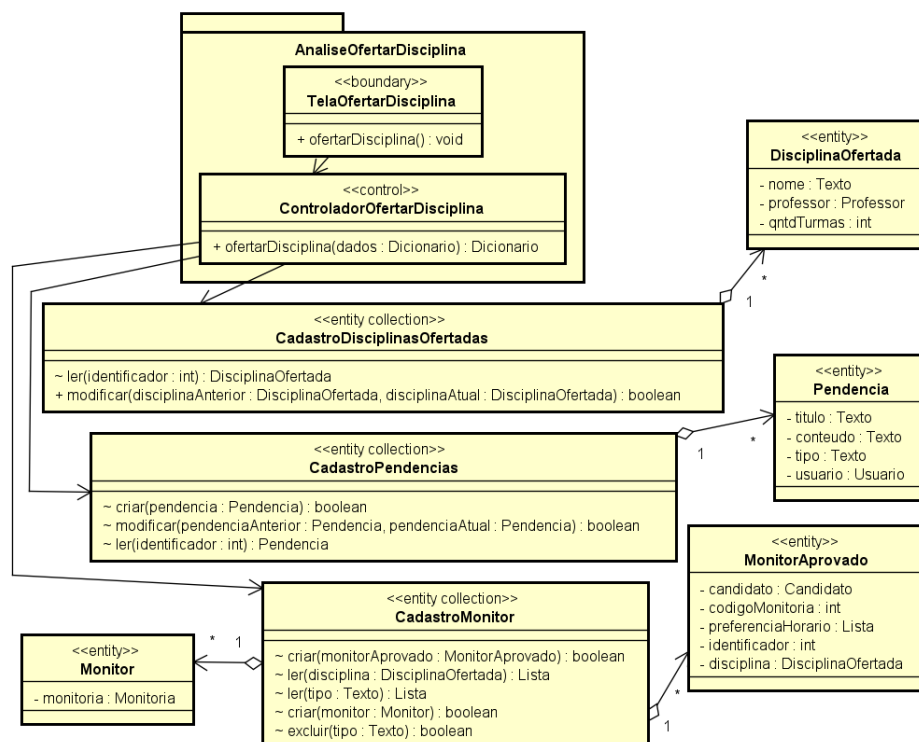 AnaliseOfertarDisciplina
<<boundary>>
TelaOfertarDisciplina
+ ofertarDisciplina() : void
<<control>>
ControladorOfertarDisciplina
+ ofertarDisciplina(dados : Dicionario) : Dicionario
<<entity>>
DisciplinaOfertada
- nome : Texto
- professor : Professor
- qntdTurmas : int
*
1
<<entity collection>>
CadastroDisciplinasOfertadas
~ ler(identificador : int) : DisciplinaOfertada
+ modificar(disciplinaAnterior : DisciplinaOfertada, disciplinaAtual : DisciplinaOfertada) : boolean
<<entity>>
Pendencia
- titulo : Texto
- conteudo : Texto
- tipo : Texto
- usuario : Usuario
1
*
<<entity collection>>
CadastroPendencias
~ criar(pendencia : Pendencia) : boolean
~ modificar(pendenciaAnterior : Pendencia, pendenciaAtual : Pendencia) : boolean
~ ler(identificador : int) : Pendencia
<<entity>>
MonitorAprovado
- candidato : Candidato
- codigoMonitoria : int
- preferenciaHorario : Lista
- identificador : int
- disciplina : DisciplinaOfertada
<<entity collection>>
CadastroMonitor
~ criar(monitorAprovado : MonitorAprovado) : boolean
~ ler(disciplina : DisciplinaOfertada) : Lista
~ ler(tipo : Texto) : Lista
~ criar(monitor : Monitor) : boolean
~ excluir(tipo : Texto) : boolean
* 1
<<entity>>
Monitor
- monitoria : Monitoria
*
1